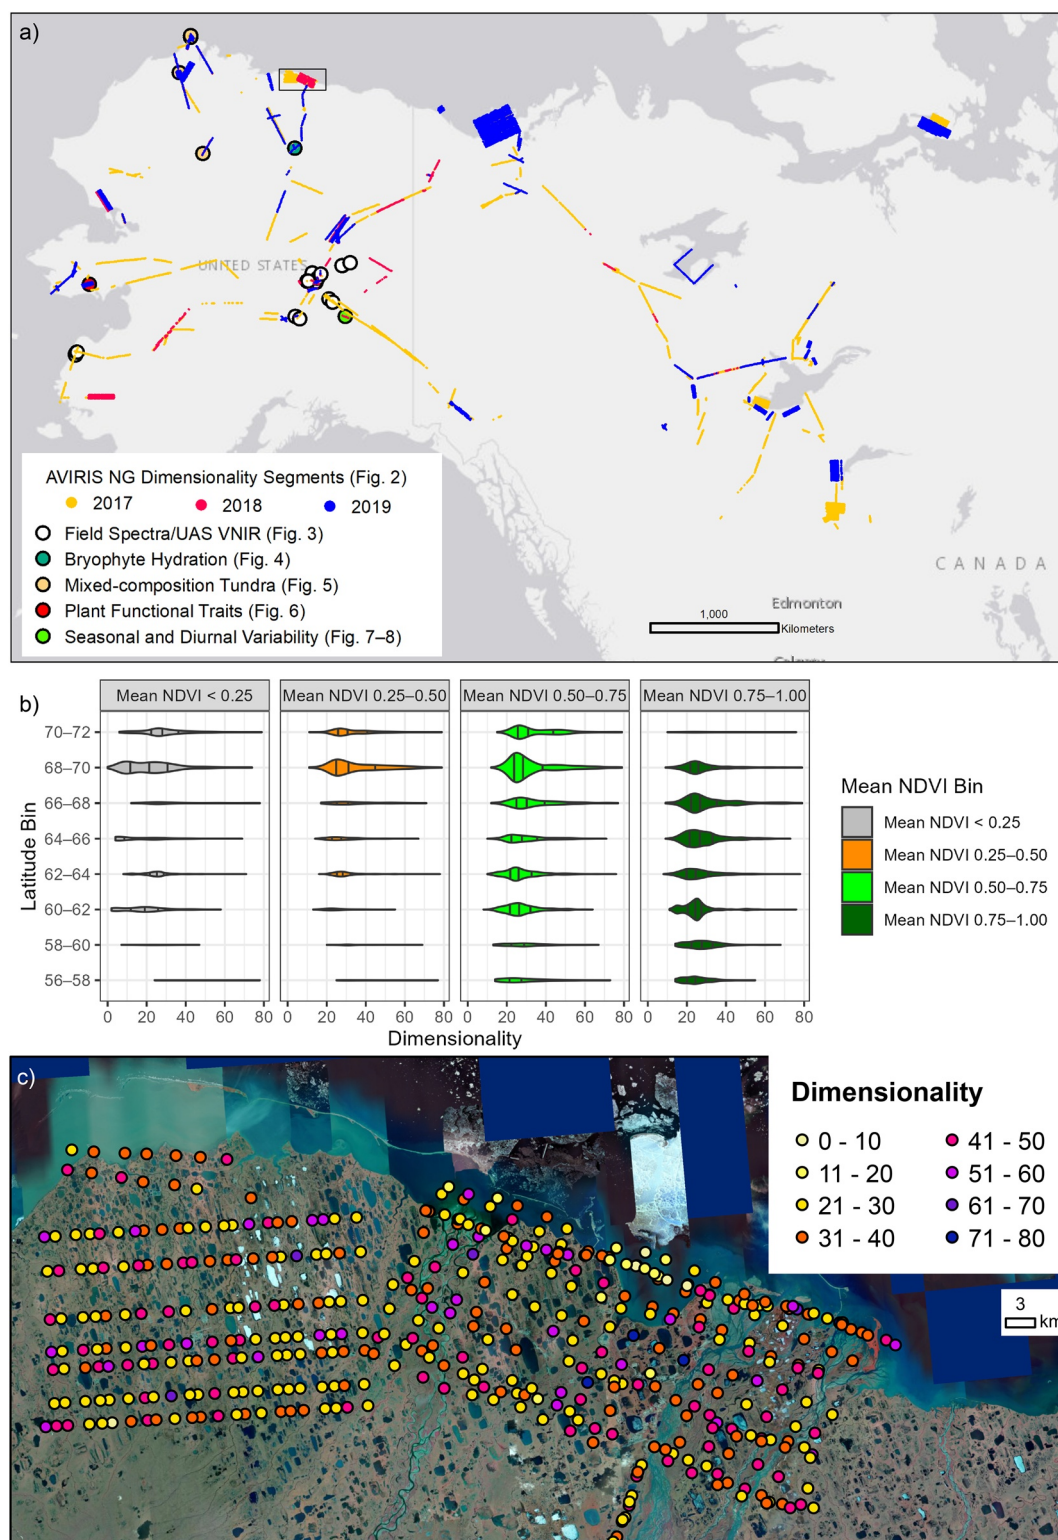 a)
UNITED STATES
AVIRIS NG Dimensionality Segments (Fig. 2)
2017 2018 2019
Field Spectra/UAS VNIR (Fig. 3)
Bryophyte Hydration (Fig. 4)
Mixed-composition Tundra (Fig. 5)
Plant Functional Traits (Fig. 6)
Seasonal and Diurnal Variability (Fig. 7–8)
CANADA
Edmonton
1,000
Kilometers
Calgary
b)
Mean NDVI < 0.25 Mean NDVI 0.25–0.50 Mean NDVI 0.50–0.75 Mean NDVI 0.75–1.00
Latitude Bin
70–72
68–70
66–68
64–66
62–64
60–62
58–60
56–58
0 20 40 60 80 0 20 40 60 80 0 20 40 60 80 0 20 40 60 80
Dimensionality
Mean NDVI Bin
Mean NDVI < 0.25
Mean NDVI 0.25–0.50
Mean NDVI 0.50–0.75
Mean NDVI 0.75–1.00
c)
Dimensionality
0 - 10 41 - 50
11 - 20 51 - 60
21 - 30 61 - 70
31 - 40 71 - 80
3
km